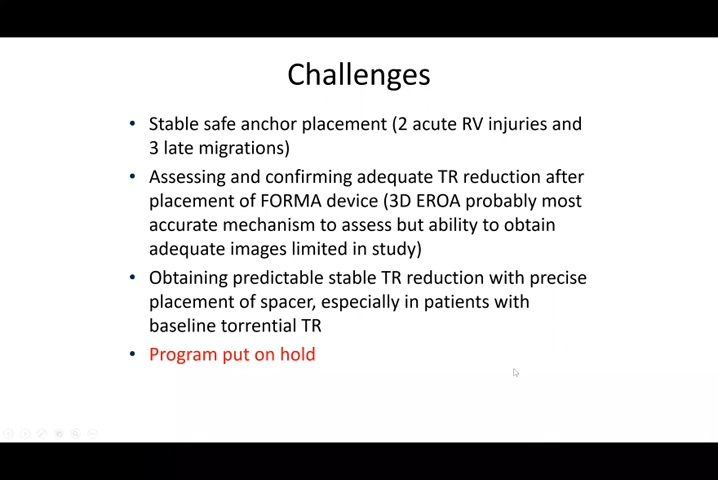 Challenges
• Stable safe anchor placement (2 acute RV injuries and
3 late migrations)
• Assessing and confirming adequate TR reduction after
placement of FORMA device (3D EROA probably most
accurate mechanism to assess but ability to obtain
adequate images limited in study)
• Obtaining predictable stable TR reduction with precise
placement of spacer, especially in patients with
baseline torrential TR
• Program put on hold